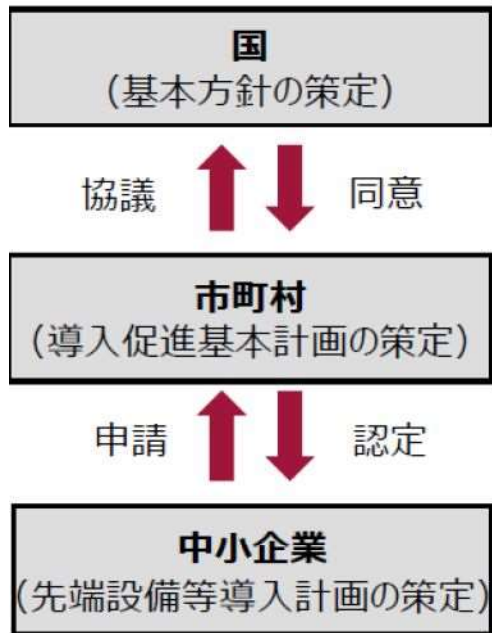 国
（基本方針の策定）
協議
同意
市町村
（導入促進基本計画の策定）
申請
認定
中小企業
（先端設備等導入計画の策定）